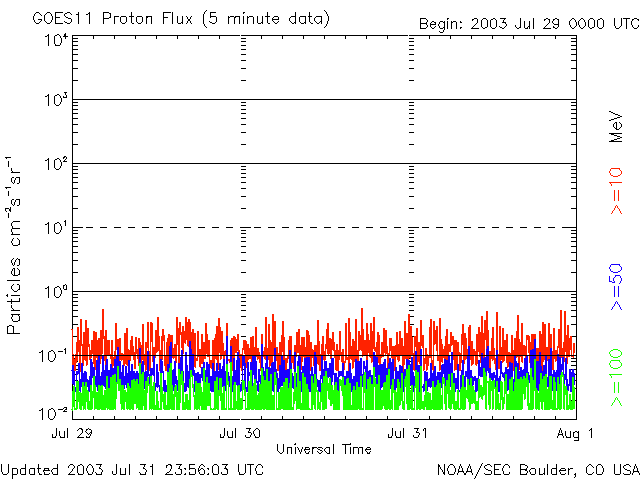 GOES11 Proton Flux (5 minute data)
Begin: 2003 Jul 29 0000 UTC
10⁴
10³
10²
10¹
10⁰
10⁻¹
10⁻²
Particles cm⁻²s⁻¹sr⁻¹
Jul 29
Jul 30
Jul 31
Aug 1
Universal Time
>=10
>=50
>=100
MeV
Updated 2003 Jul 31 23:56:03 UTC
NOAA/SEC Boulder, CO USA